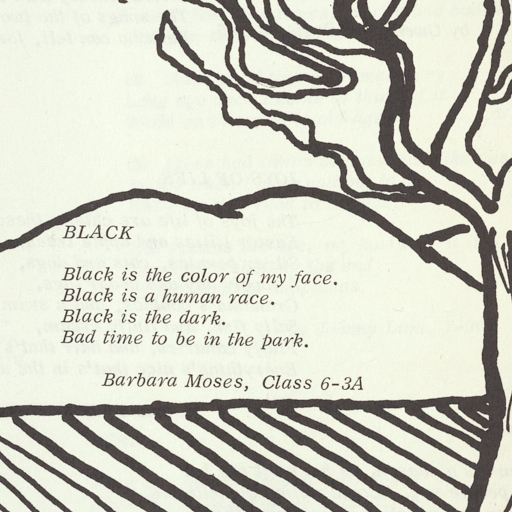 BLACK
Black is the color of my face.
Black is a human race.
Black is the dark.
Bad time to be in the park.
Barbara Moses, Class 6-3A